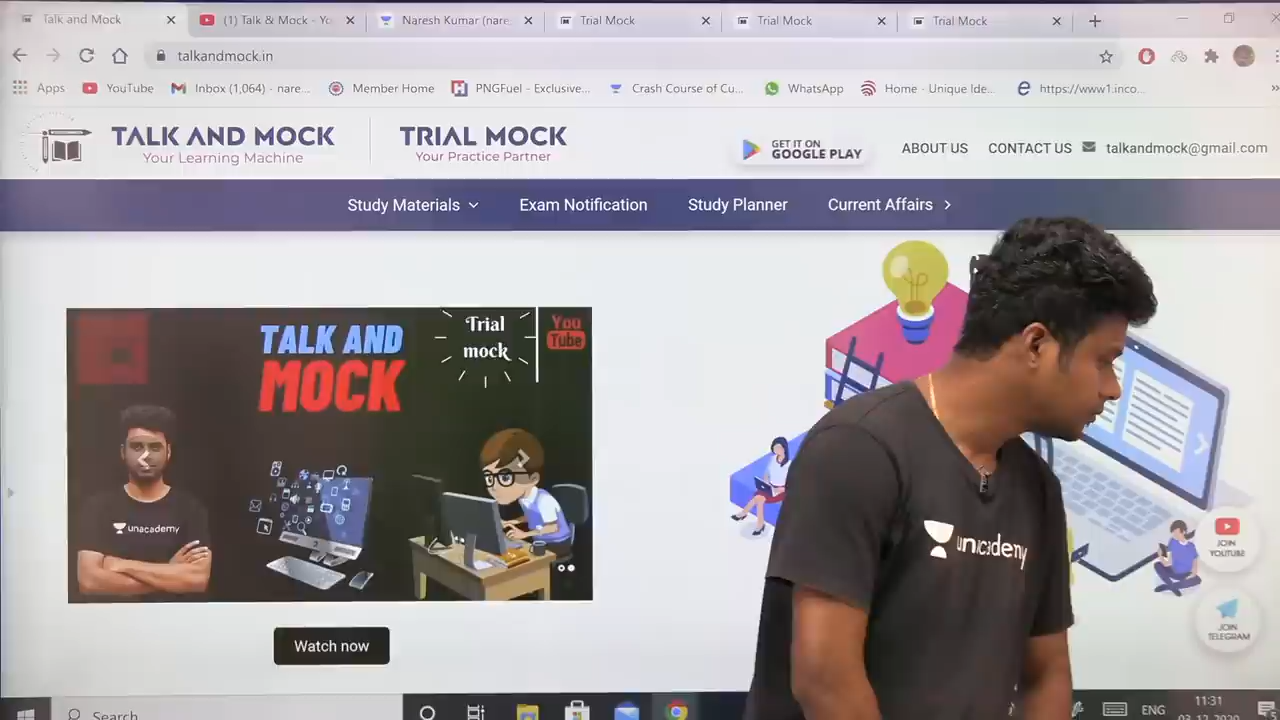 Talk and Mock
(1) Talk & Mock - Yo
Naresh Kumar (nare
Trial Mock
Trial Mock
Trial Mock
talkandmock.in
Apps
YouTube
Inbox (1,064) - nare...
Member Home
PNGFuel - Exclusive...
Crash Course of Cu...
WhatsApp
Home - Unique Ide...
https://www1.inco...
TALK AND MOCK
Your Learning Machine
TRIAL MOCK
Your Practice Partner
GET IT ON
GOOGLE PLAY
ABOUT US
CONTACT US
talkandmock@gmail.com
Study Materials
Exam Notification
Study Planner
Current Affairs
TALK AND
MOCK
Trial
mock
You
Tube
unacademy
unacademy
JOIN
YOUTUBE
JOIN
TELEGRAM
Watch now
Search
ENG
11:31
03-12-2020